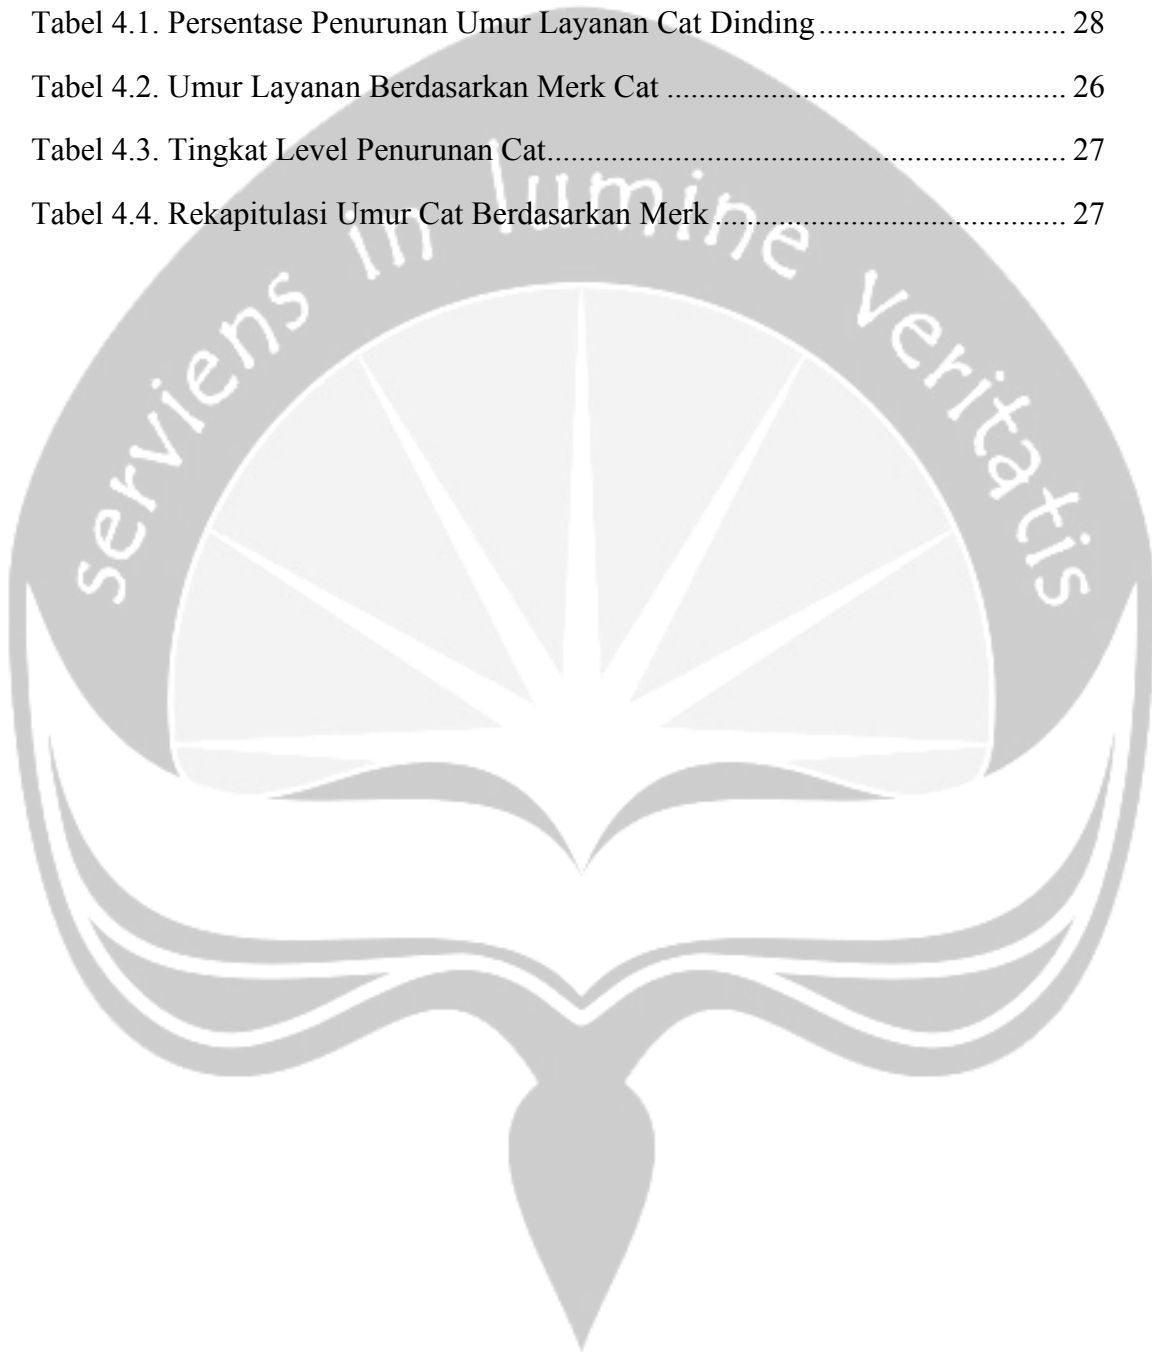 Tabel 4.1. Persentase Penurunan Umur Layanan Cat Dinding............................... 28
Tabel 4.2. Umur Layanan Berdasarkan Merk Cat .................................................. 26
Tabel 4.3. Tingkat Level Penurunan Cat................................................................. 27
Tabel 4.4. Rekapitulasi Umur Cat Berdasarkan Merk ............................................ 27
serviens in lumine veritatis